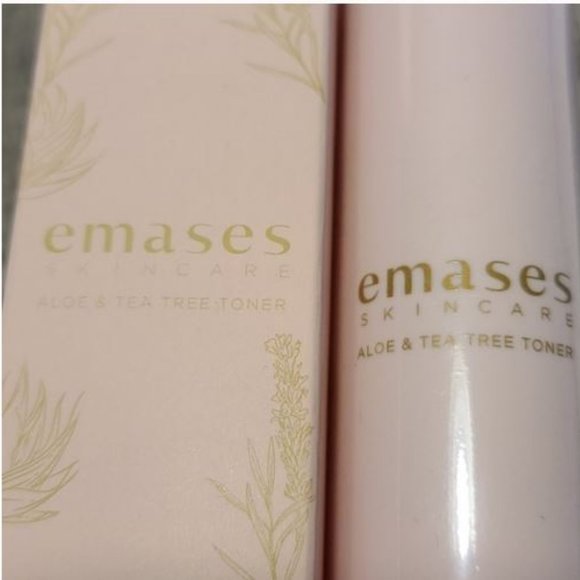 emases
SKINCARE
ALOE & TEA TREE TONER
emases
SKINCARE
ALOE & TEA TREE TONER